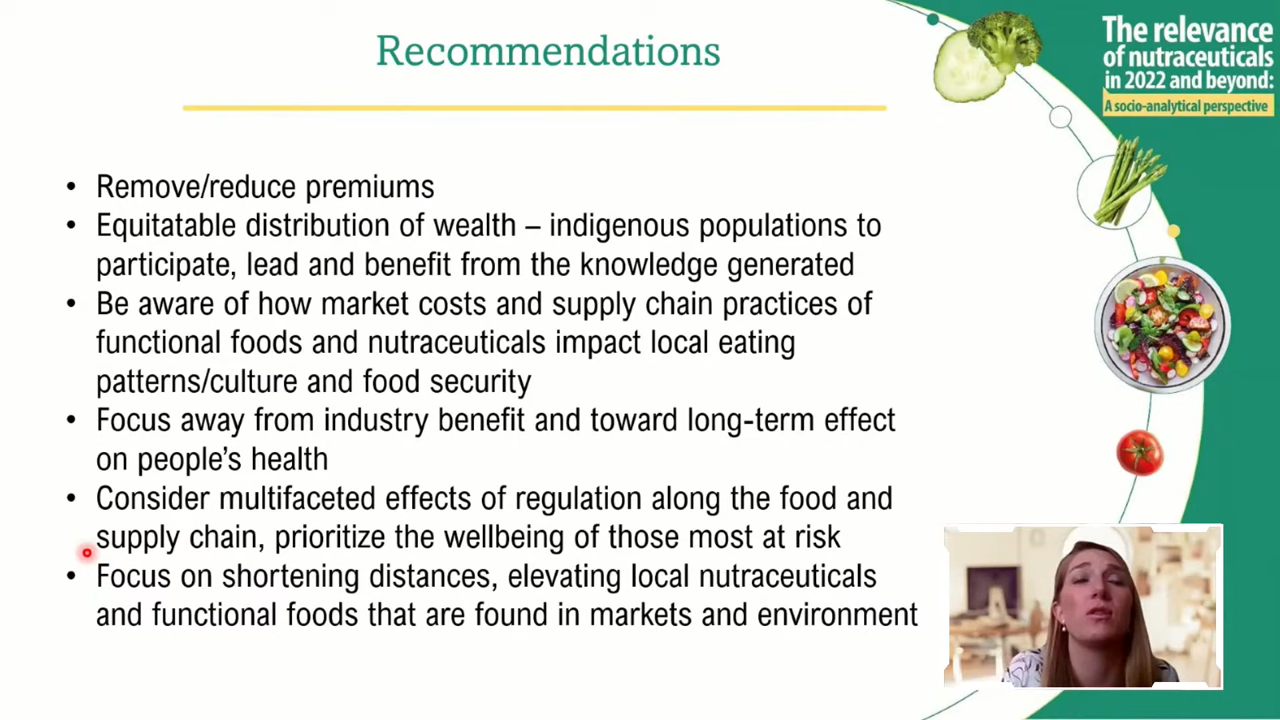 Recommendations
The relevance
of nutraceuticals
in 2022 and beyond:
A socio-analytical perspective
• Remove/reduce premiums
• Equitatable distribution of wealth – indigenous populations to
participate, lead and benefit from the knowledge generated
• Be aware of how market costs and supply chain practices of
functional foods and nutraceuticals impact local eating
patterns/culture and food security
• Focus away from industry benefit and toward long-term effect
on people’s health
• Consider multifaceted effects of regulation along the food and
supply chain, prioritize the wellbeing of those most at risk
• Focus on shortening distances, elevating local nutraceuticals
and functional foods that are found in markets and environment